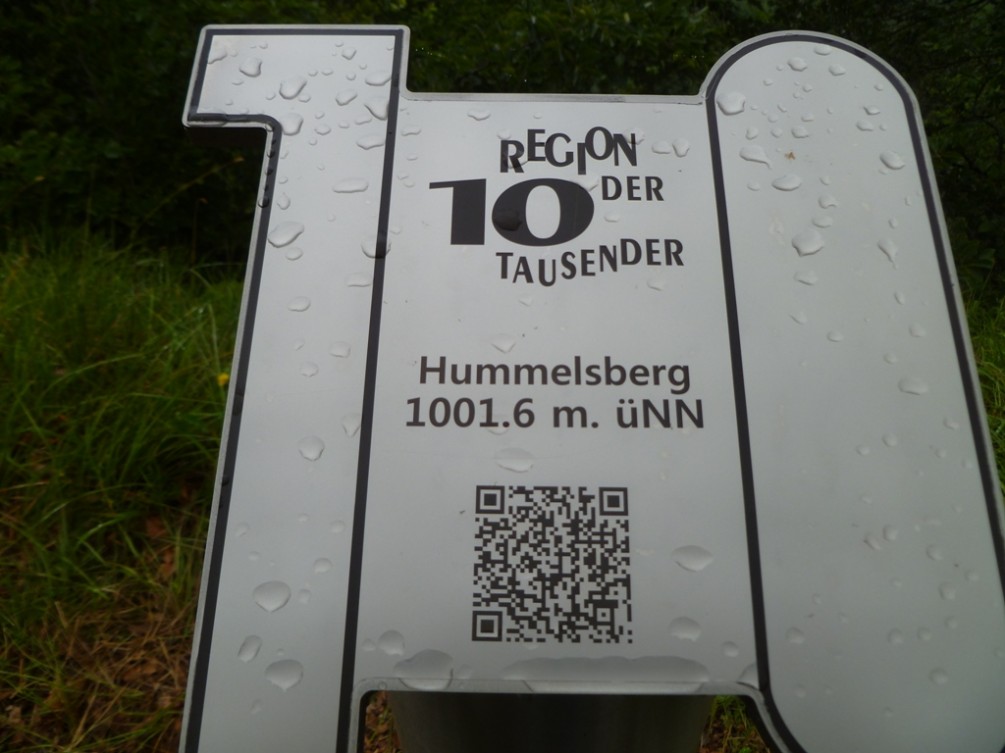 REGION
10 DER
TAUSENDER
Hummelsberg
1001.6 m. üNN